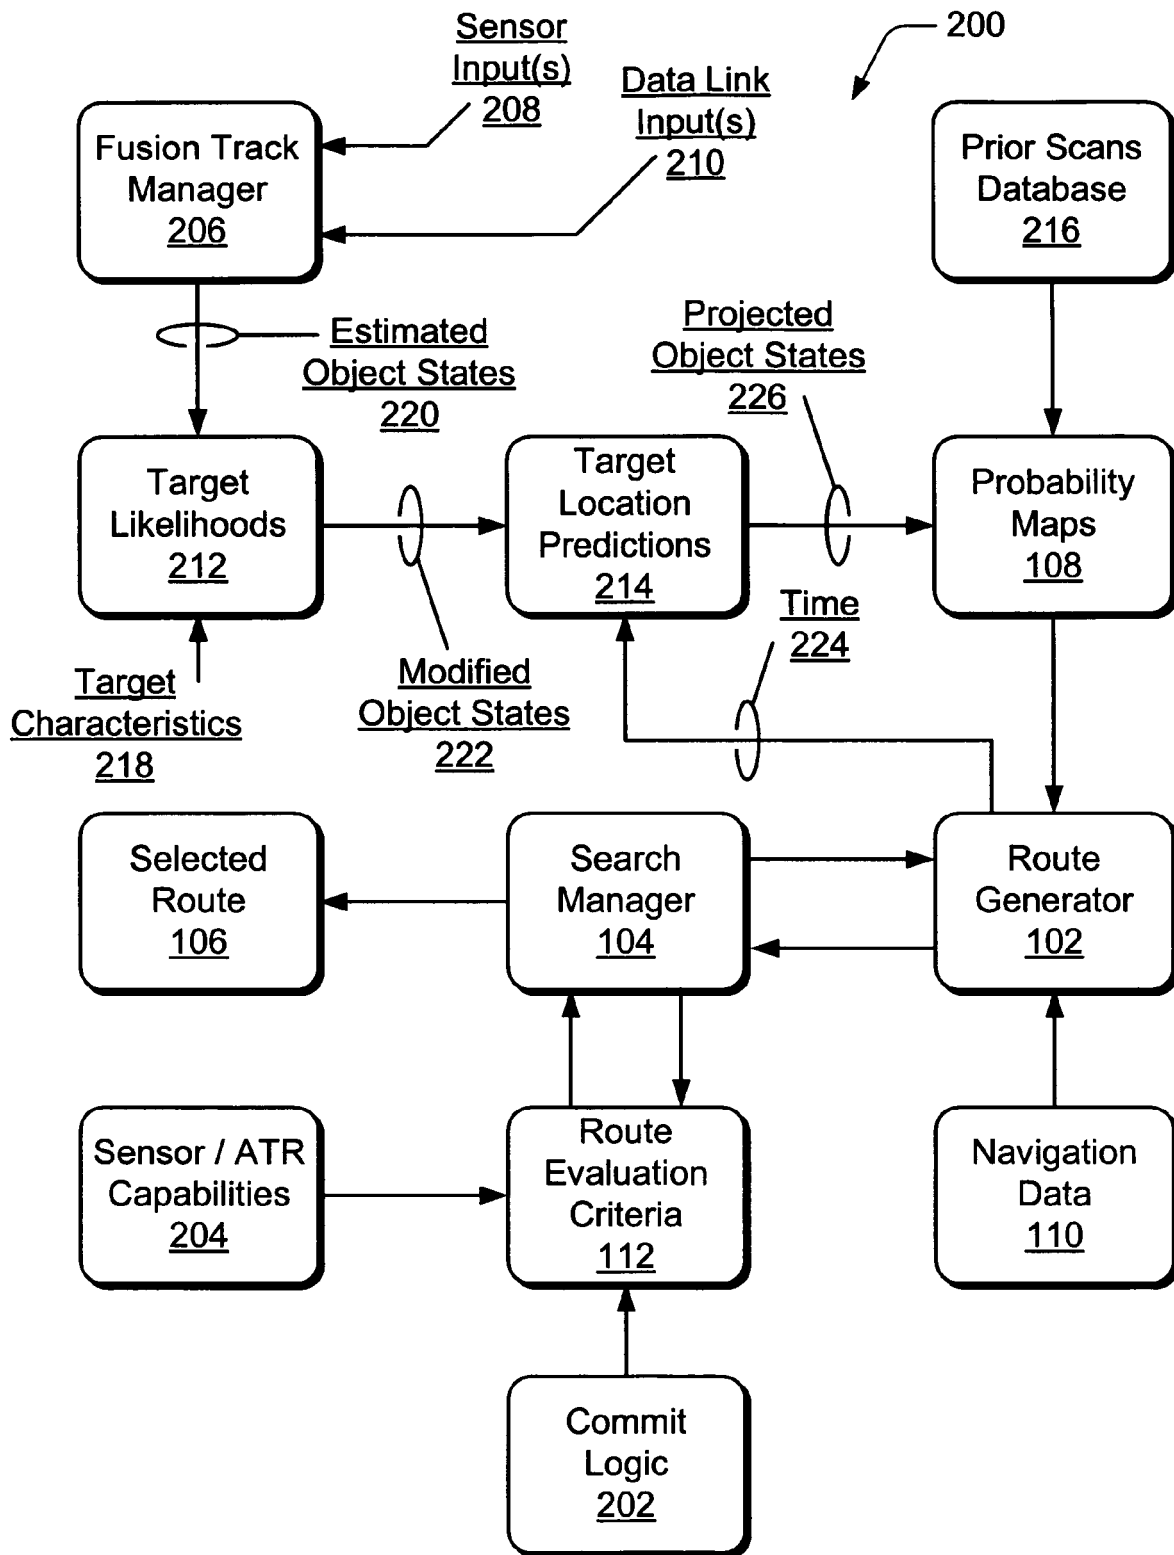 200
Sensor
Input(s)
208
Data Link
Input(s)
210
Fusion Track
Manager
206
Prior Scans
Database
216
Estimated
Object States
220
Projected
Object States
226
Target
Likelihoods
212
Target
Location
Predictions
214
Probability
Maps
108
Time
224
Target
Characteristics
218
Modified
Object States
222
Selected
Route
106
Search
Manager
104
Route
Generator
102
Sensor / ATR
Capabilities
204
Route
Evaluation
Criteria
112
Navigation
Data
110
Commit
Logic
202